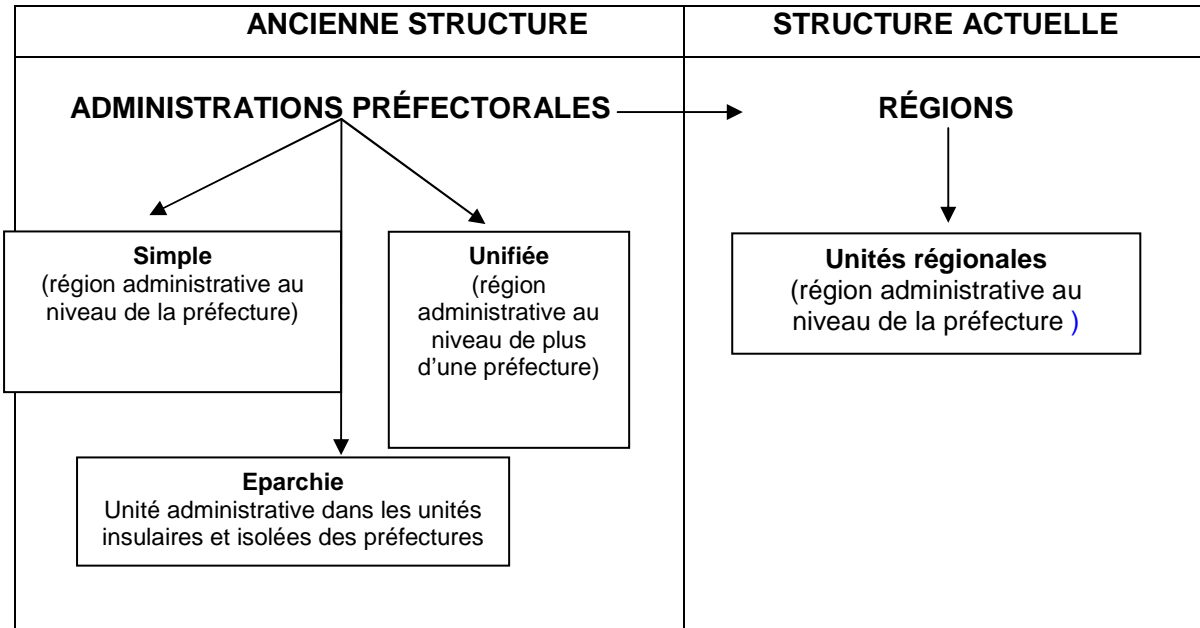 ANCIENNE STRUCTURE
STRUCTURE ACTUELLE
ADMINISTRATIONS PRÉFECTORALES
RÉGIONS
Simple
(région administrative au
niveau de la préfecture)
Unifiée
(région
administrative au
niveau de plus
d'une préfecture)
Unités régionales
(région administrative au
niveau de la préfecture )
Eparchie
Unité administrative dans les unités
insulaires et isolées des préfectures